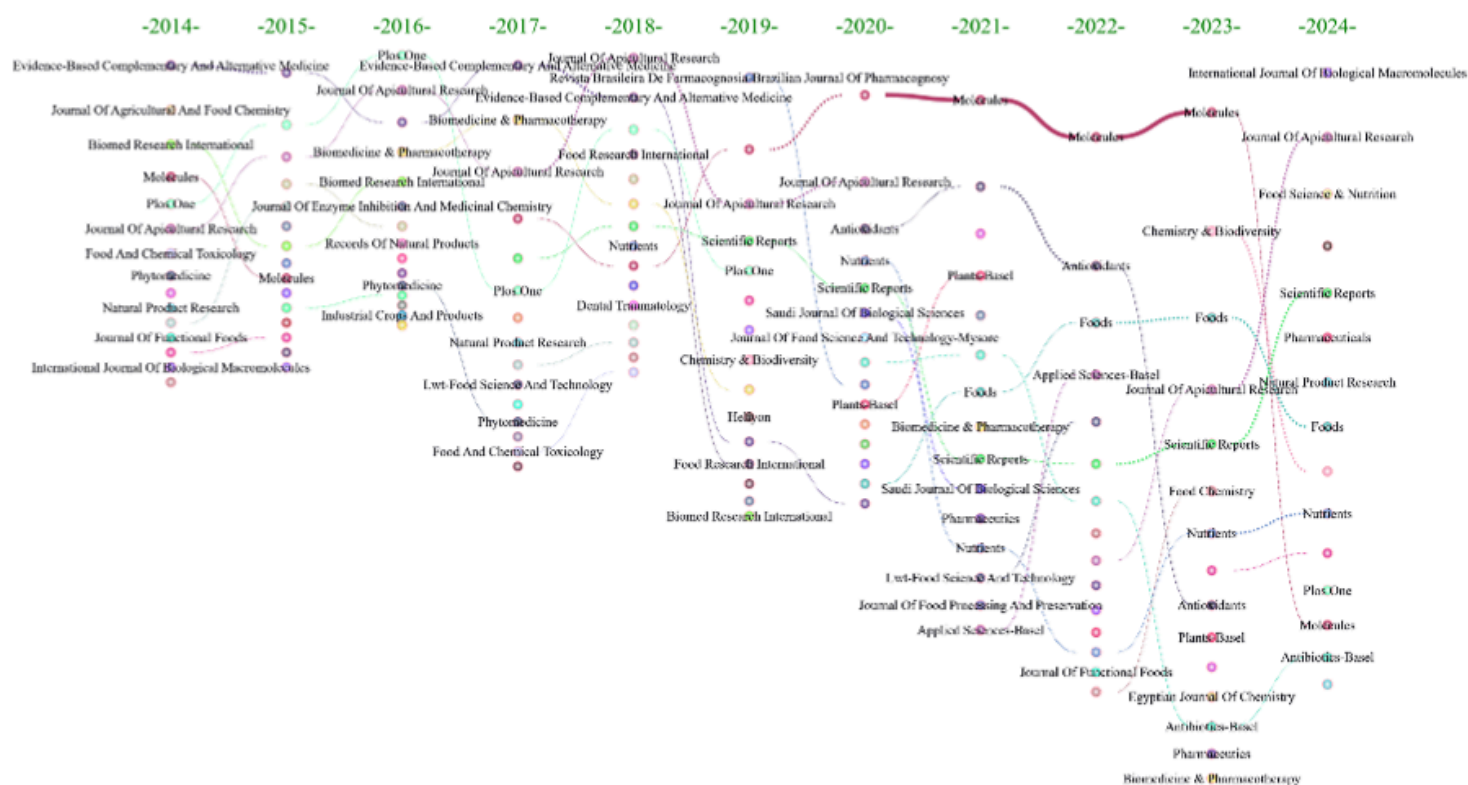 -2014-
-2015-
-2016-
-2017-
-2018-
-2019-
-2020-
-2021-
-2022-
-2023-
-2024-
Evidence-Based Complementary And Alternative Medicine
Journal Of Agricultural And Food Chemistry
Biomed Research International
Molecules
Plos One
Journal Of Apicultural Research
Food And Chemical Toxicology
Phytomedicine
Natural Product Research
Journal Of Functional Foods
International Journal Of Biological Macromolecules
Molecules
Plos One
Journal Of Apicultural Research
Biomedicine & Pharmacotherapy
Biomed Research International
Journal Of Enzyme Inhibition And Medicinal Chemistry
Records Of Natural Products
Phytomedicine
Industrial Crops And Products
Evidence-Based Complementary And Alternative Medicine
Biomedicine & Pharmacotherapy
Journal Of Apicultural Research
Plos One
Natural Product Research
Lwt-Food Science And Technology
Phytomedicine
Food And Chemical Toxicology
Journal Of Apicultural Research
Evidence-Based Complementary And Alternative Medicine
Food Research International
Nutrients
Dental Traumatology
Revista Brasileira De Farmacognosia-Brazilian Journal Of Pharmacognosy
Journal Of Apicultural Research
Scientific Reports
Plos One
Chemistry & Biodiversity
Heliyon
Food Research International
Biomed Research International
Journal Of Apicultural Research
Antioxidants
Nutrients
Scientific Reports
Saudi Journal Of Biological Sciences
Journal Of Food Science And Technology-Mysore
Plants-Basel
Molecules
Plants-Basel
Foods
Biomedicine & Pharmacotherapy
Scientific Reports
Saudi Journal Of Biological Sciences
Pharmaceutics
Nutrients
Lwt-Food Science And Technology
Journal Of Food Processing And Preservation
Applied Sciences-Basel
Molecules
Antioxidants
Foods
Applied Sciences-Basel
Journal Of Functional Foods
Molecules
Chemistry & Biodiversity
Foods
Journal Of Apicultural Research
Scientific Reports
Food Chemistry
Nutrients
Antioxidants
Plants-Basel
Egyptian Journal Of Chemistry
Antibiotics-Basel
Pharmaceutics
Biomedicine & Pharmacotherapy
International Journal Of Biological Macromolecules
Journal Of Apicultural Research
Food Science & Nutrition
Scientific Reports
Pharmaceuticals
Natural Product Research
Foods
Nutrients
Plos One
Molecules
Antibiotics-Basel